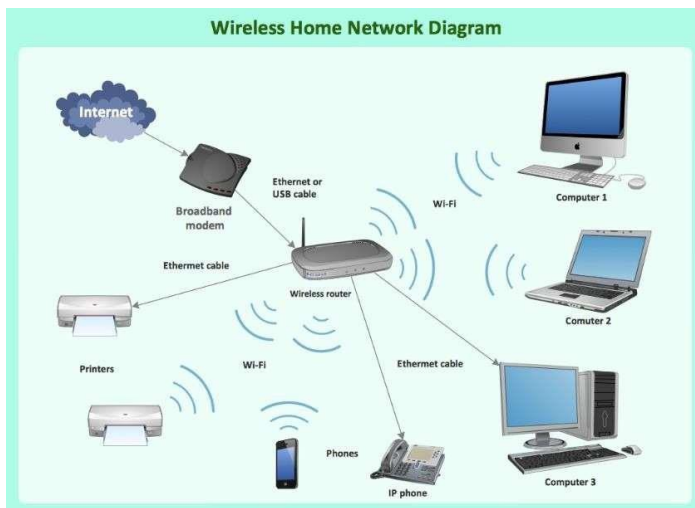 Wireless Home Network Diagram
Internet
Ethernet or
USB cable
Broadband
modem
Wi-Fi
Computer 1
Ethermet cable
Wireless router
Comuter 2
Printers
Wi-Fi
Ethermet cable
Phones
IP phone
Computer 3